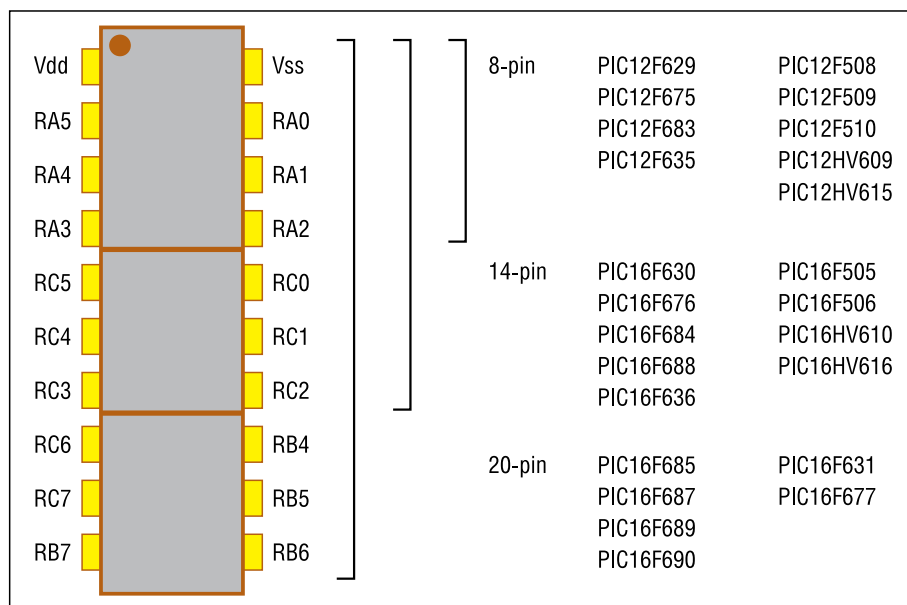 Vdd Vss 8-pin PIC12F629 PIC12F508
RA5 RA0 PIC12F675 PIC12F509
RA4 RA1 PIC12F683 PIC12F510
PIC12F635 PIC12HV609
PIC12HV615
RA3 RA2
RC5 RC0 14-pin PIC16F630 PIC16F505
PIC16F676 PIC16F506
RC4 RC1 PIC16F684 PIC16HV610
PIC16F688 PIC16HV616
RC3 RC2 PIC16F636
RC6 RB4
20-pin PIC16F685 PIC16F631
RC7 RB5 PIC16F687 PIC16F677
PIC16F689
RB7 RB6 PIC16F690